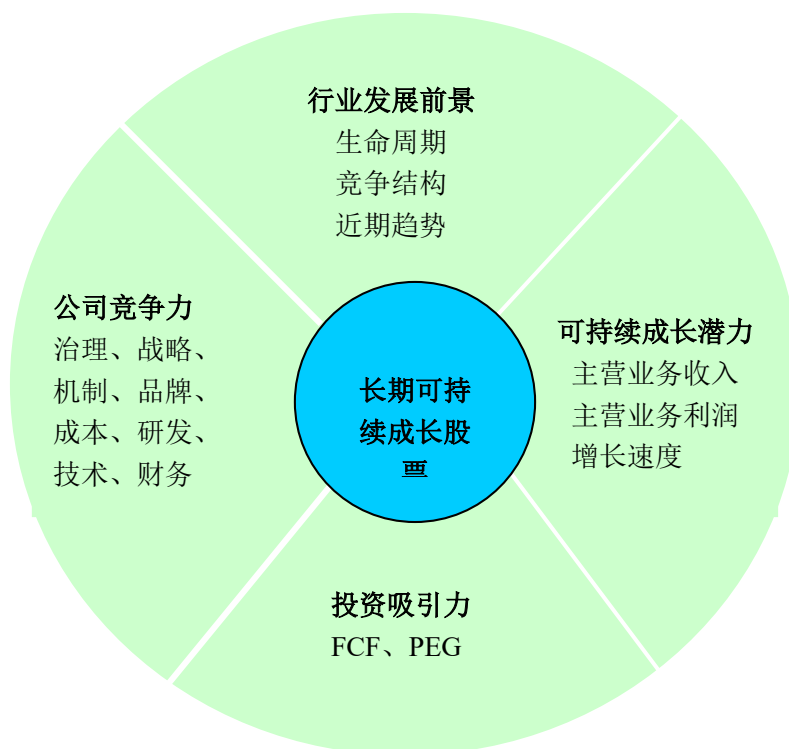 行业发展前景
生命周期
竞争结构
近期趋势
公司竞争力
治理、战略、
机制、品牌、
成本、研发、
技术、财务
长期可持
续成长股
票
可持续成长潜力
主营业务收入
主营业务利润
增长速度
投资吸引力
FCF、PEG